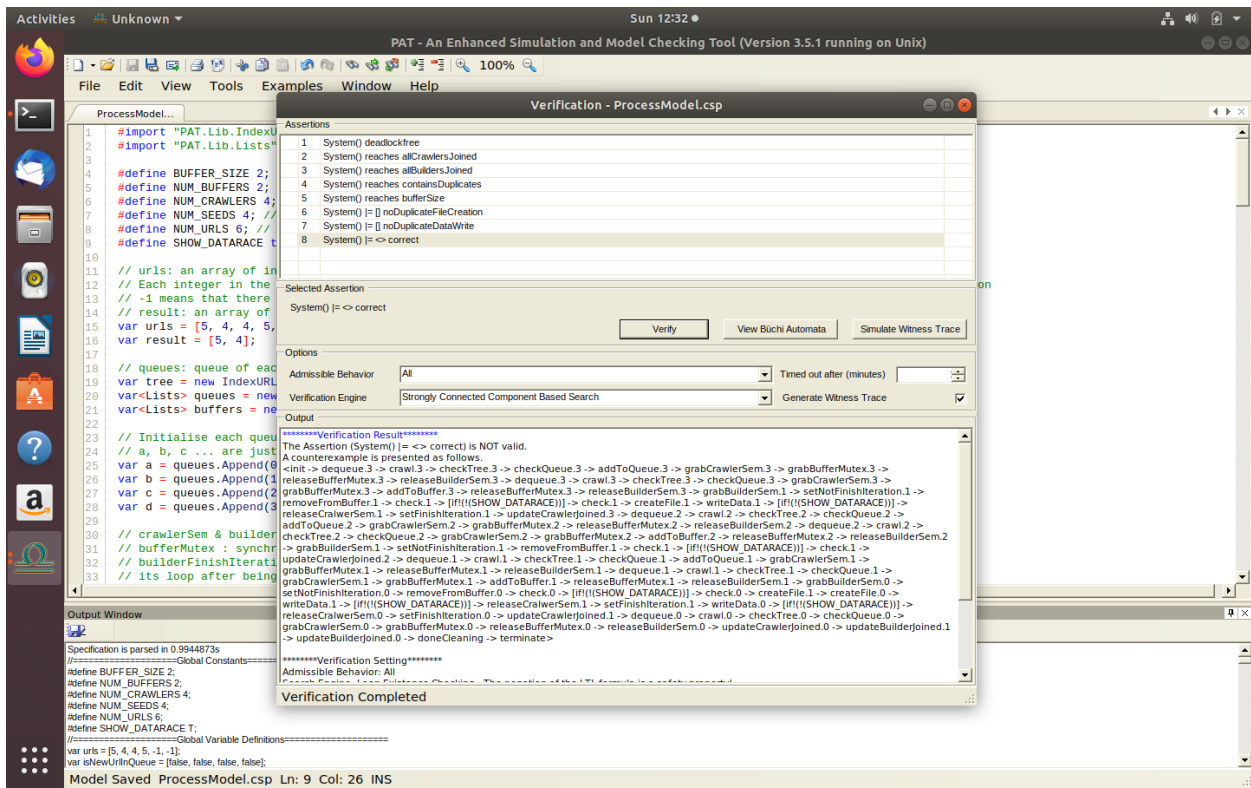 Activities Unknown Sun 12:32
PAT - An Enhanced Simulation and Model Checking Tool (Version 3.5.1 running on Unix)
100%
File Edit View Tools Examples Window Help
ProcessModel...
1 #import "PAT.Lib.IndexU
2 #import "PAT.Lib.Lists"
3
4 #define BUFFER_SIZE 2;
5 #define NUM_BUFFERS 2;
6 #define NUM_CRAWLERS 4;
7 #define NUM_SEEDS 4; //
8 #define NUM_URLS 6; //
9 #define SHOW_DATARACE t
10
11 // urls: an array of in
12 // Each integer in the
on
13 // -1 means that there
14 // result: an array of
15 var urls = [5, 4, 4, 5,
16 var result = [5, 4];
17
18 // queues: queue of eac
19 var tree = new IndexURL
20 var<Lists> queues = new
21 var<Lists> buffers = ne
22
23 // Initialise each queu
24 // a, b, c ... are just
25 var a = queues.Append(0
26 var b = queues.Append(1
27 var c = queues.Append(2
28 var d = queues.Append(3
29
30 // crawlerSem & builder
31 // bufferMutex : synchr
32 // builderFinishIterati
33 // its loop after being
Verification - ProcessModel.csp
Assertions
1 System() deadlockfree
2 System() reaches allCrawlersJoined
3 System() reaches allBuildersJoined
4 System() reaches containsDuplicates
5 System() reaches bufferSize
6 System() |= [] noDuplicateFileCreation
7 System() |= [] noDuplicateDataWrite
8 System() |= <> correct
Selected Assertion
System() |= <> correct
Verify View Büchi Automata Simulate Witness Trace
Options
Admissible Behavior All Timed out after (minutes)
Verification Engine Strongly Connected Component Based Search Generate Witness Trace
Output
********Verification Result********
The Assertion (System() |= <> correct) is NOT valid.
A counterexample is presented as follows.
<init -> dequeue.3 -> crawl.3 -> checkTree.3 -> checkQueue.3 -> addToQueue.3 -> grabCrawlerSem.3 -> grabBufferMutex.3 ->
releaseBufferMutex.3 -> releaseBuilderSem.3 -> dequeue.3 -> crawl.3 -> checkTree.3 -> checkQueue.3 -> grabCrawlerSem.3 ->
grabBufferMutex.3 -> addToBuffer.3 -> releaseBufferMutex.3 -> releaseBuilderSem.3 -> grabBuilderSem.1 -> setNotFinishIteration.1 ->
removeFromBuffer.1 -> check.1 -> [if!(!(SHOW_DATARACE))] -> check.1 -> createFile.1 -> writeData.1 -> [if!(!(SHOW_DATARACE))] ->
releaseCralwerSem.1 -> setFinishIteration.1 -> updateCrawlerJoined.3 -> dequeue.2 -> crawl.2 -> checkTree.2 -> checkQueue.2 ->
addToQueue.2 -> grabCrawlerSem.2 -> grabBufferMutex.2 -> releaseBufferMutex.2 -> releaseBuilderSem.2 -> dequeue.2 -> crawl.2 ->
checkTree.2 -> checkQueue.2 -> grabCrawlerSem.2 -> grabBufferMutex.2 -> addToBuffer.2 -> releaseBufferMutex.2 -> releaseBuilderSem.2
-> grabBuilderSem.1 -> setNotFinishIteration.1 -> removeFromBuffer.1 -> check.1 -> [if!(!(SHOW_DATARACE))] -> check.1 ->
updateCrawlerJoined.2 -> dequeue.1 -> crawl.1 -> checkTree.1 -> checkQueue.1 -> addToQueue.1 -> grabCrawlerSem.1 ->
grabBufferMutex.1 -> releaseBufferMutex.1 -> releaseBuilderSem.1 -> dequeue.1 -> crawl.1 -> checkTree.1 -> checkQueue.1 ->
grabCrawlerSem.1 -> grabBufferMutex.1 -> addToBuffer.1 -> releaseBufferMutex.1 -> releaseBuilderSem.1 -> grabBuilderSem.0 ->
setNotFinishIteration.0 -> removeFromBuffer.0 -> check.0 -> [if!(!(SHOW_DATARACE))] -> check.0 -> createFile.1 -> createFile.0 ->
writeData.1 -> [if!(!(SHOW_DATARACE))] -> releaseCralwerSem.1 -> setFinishIteration.1 -> writeData.0 -> [if!(!(SHOW_DATARACE))] ->
releaseCralwerSem.0 -> setFinishIteration.0 -> updateCrawlerJoined.1 -> dequeue.0 -> crawl.0 -> checkTree.0 -> checkQueue.0 ->
grabCrawlerSem.0 -> grabBufferMutex.0 -> releaseBufferMutex.0 -> releaseBuilderSem.0 -> updateCrawlerJoined.0 -> updateBuilderJoined.1
-> updateBuilderJoined.0 -> doneCleaning -> terminate>
********Verification Setting********
Admissible Behavior: All
Search Engine: Loop Existence Checking - The negation of the LTL formula is a safety property!
Verification Completed
Output Window
Specification is parsed in 0.9944873s
//====================Global Constants====
#define BUFFER_SIZE 2;
#define NUM_BUFFERS 2;
#define NUM_CRAWLERS 4;
#define NUM_SEEDS 4;
#define NUM_URLS 6;
#define SHOW_DATARACE T;
//====================Global Variable Definitions====================
var urls = [5, 4, 4, 5, -1, -1];
var isNewUrlInQueue = [false, false, false, false];
Model Saved ProcessModel.csp Ln: 9 Col: 26 INS